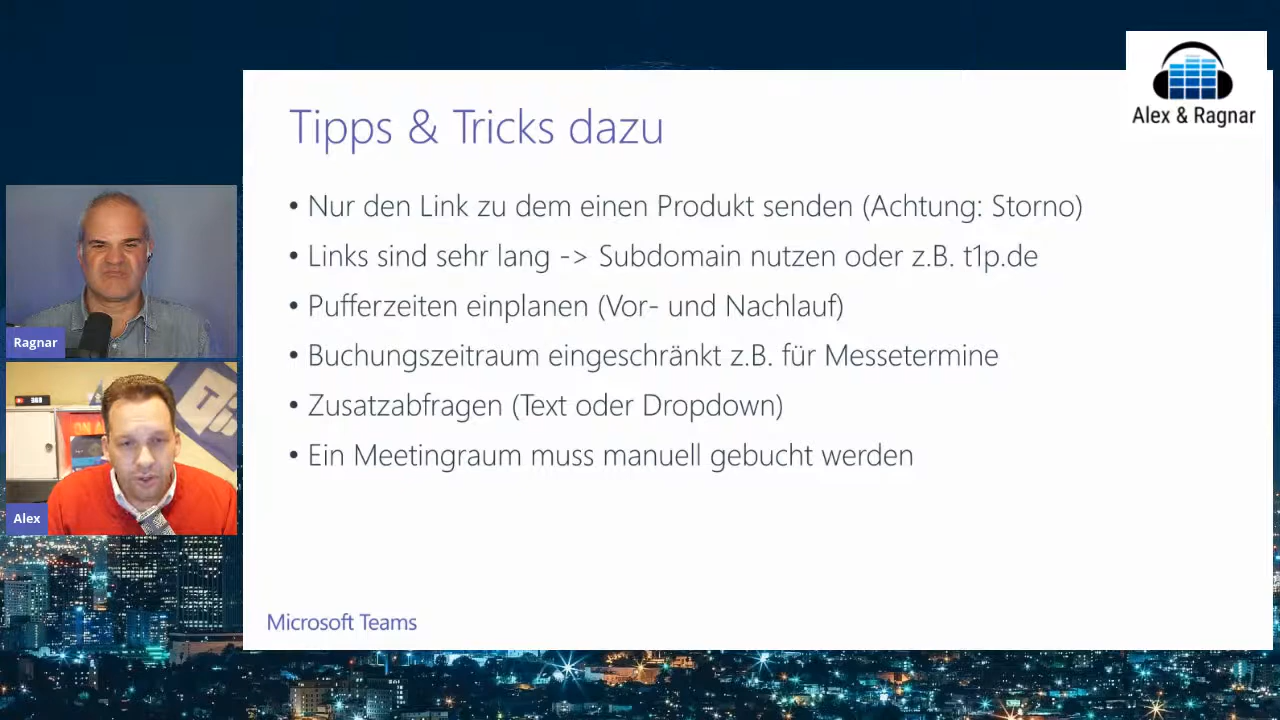 Alex & Ragnar
Tipps & Tricks dazu
• Nur den Link zu dem einen Produkt senden (Achtung: Storno)
• Links sind sehr lang -> Subdomain nutzen oder z.B. t1p.de
• Pufferzeiten einplanen (Vor- und Nachlauf)
• Buchungszeitraum eingeschränkt z.B. für Messetermine
• Zusatzabfragen (Text oder Dropdown)
• Ein Meetingraum muss manuell gebucht werden
Ragnar
Alex
Microsoft Teams